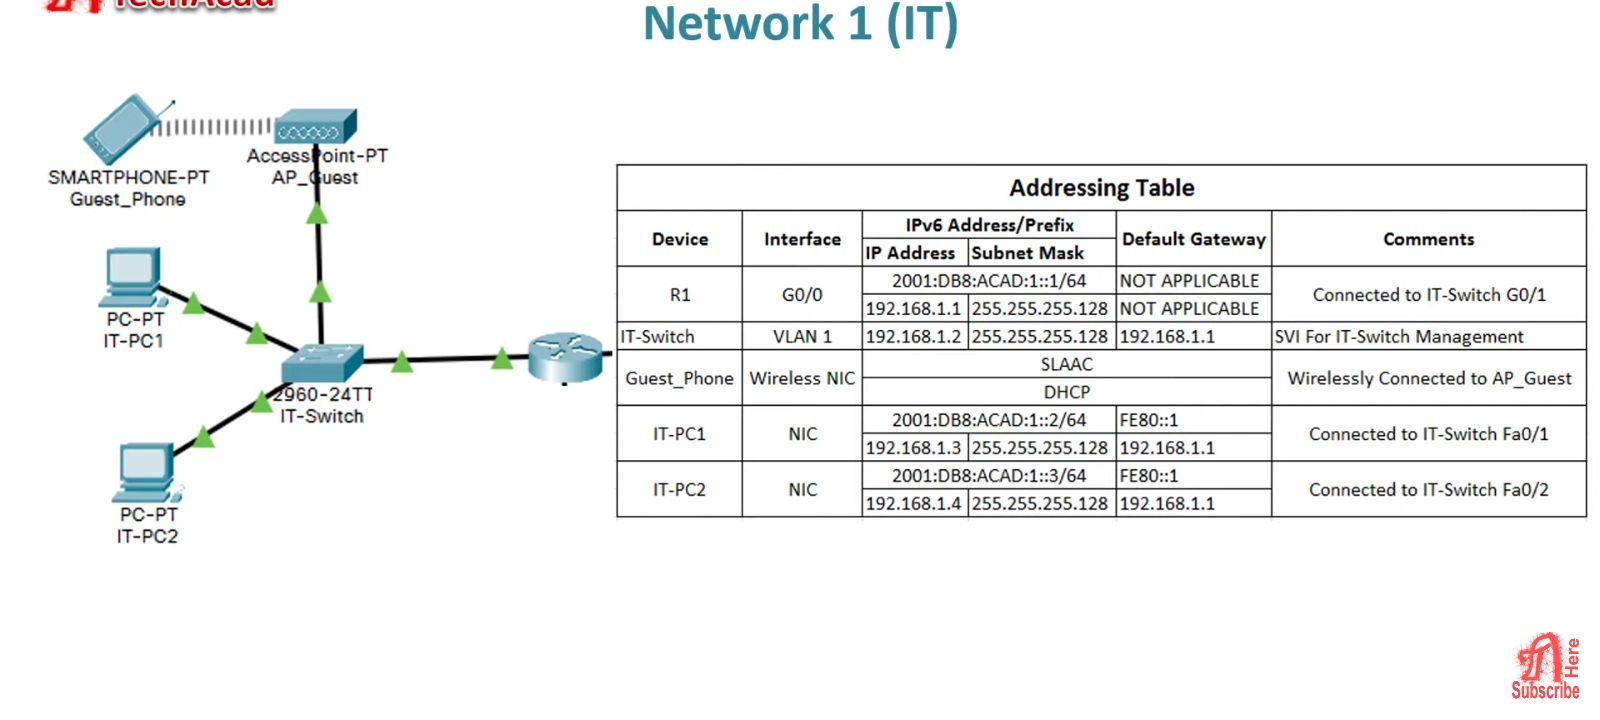 TechAcad
Network 1 (IT)
SMARTPHONE-PT
Guest_Phone
AccessPoint-PT
AP_Guest
PC-PT
IT-PC1
2960-24TT
IT-Switch
PC-PT
IT-PC2
Addressing Table
Device Interface IPv6 Address/Prefix Default Gateway Comments
IP Address Subnet Mask
R1 G0/0 2001:DB8:ACAD:1::1/64 NOT APPLICABLE Connected to IT-Switch G0/1
192.168.1.1 255.255.255.128 NOT APPLICABLE
IT-Switch VLAN 1 192.168.1.2 255.255.255.128 192.168.1.1 SVI For IT-Switch Management
Guest_Phone Wireless NIC SLAAC Wirelessly Connected to AP_Guest
DHCP
IT-PC1 NIC 2001:DB8:ACAD:1::2/64 FE80::1 Connected to IT-Switch Fa0/1
192.168.1.3 255.255.255.128 192.168.1.1
IT-PC2 NIC 2001:DB8:ACAD:1::3/64 FE80::1 Connected to IT-Switch Fa0/2
192.168.1.4 255.255.255.128 192.168.1.1
Subscribe
Here